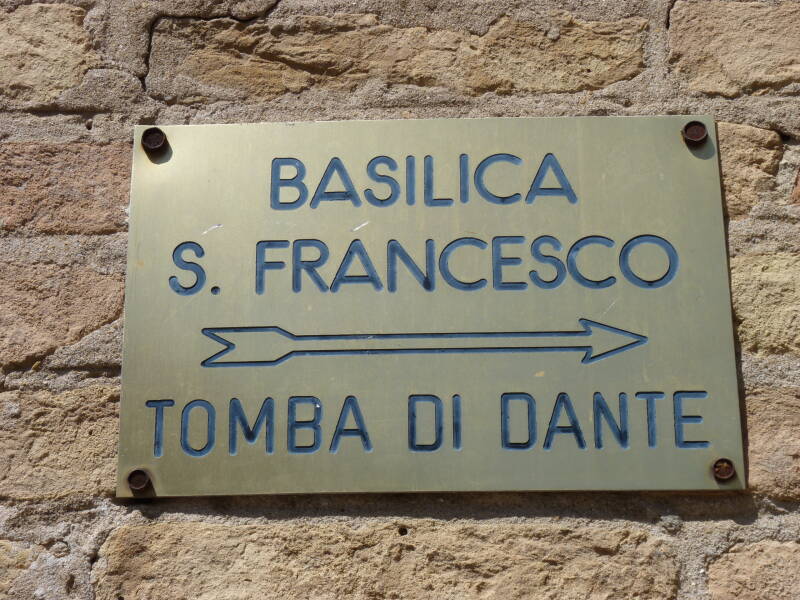 BASILICA
S. FRANCESCO
TOMBA DI DANTE